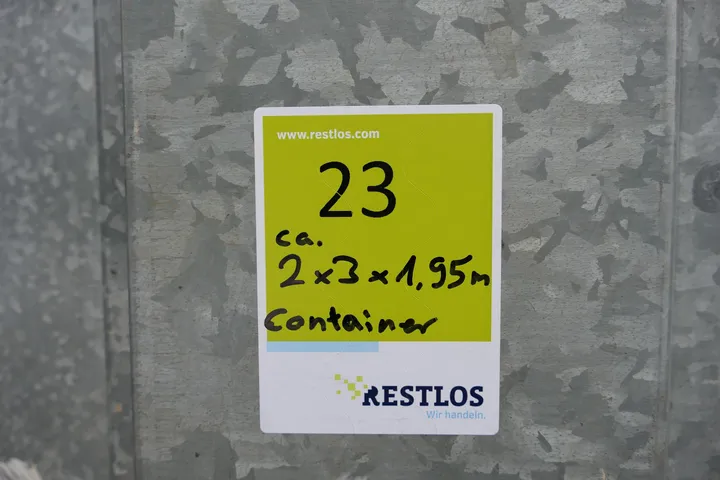 www.restlos.com
23
ca.
2x3x1,95m
Container
RESTLOS
Wir handeln.